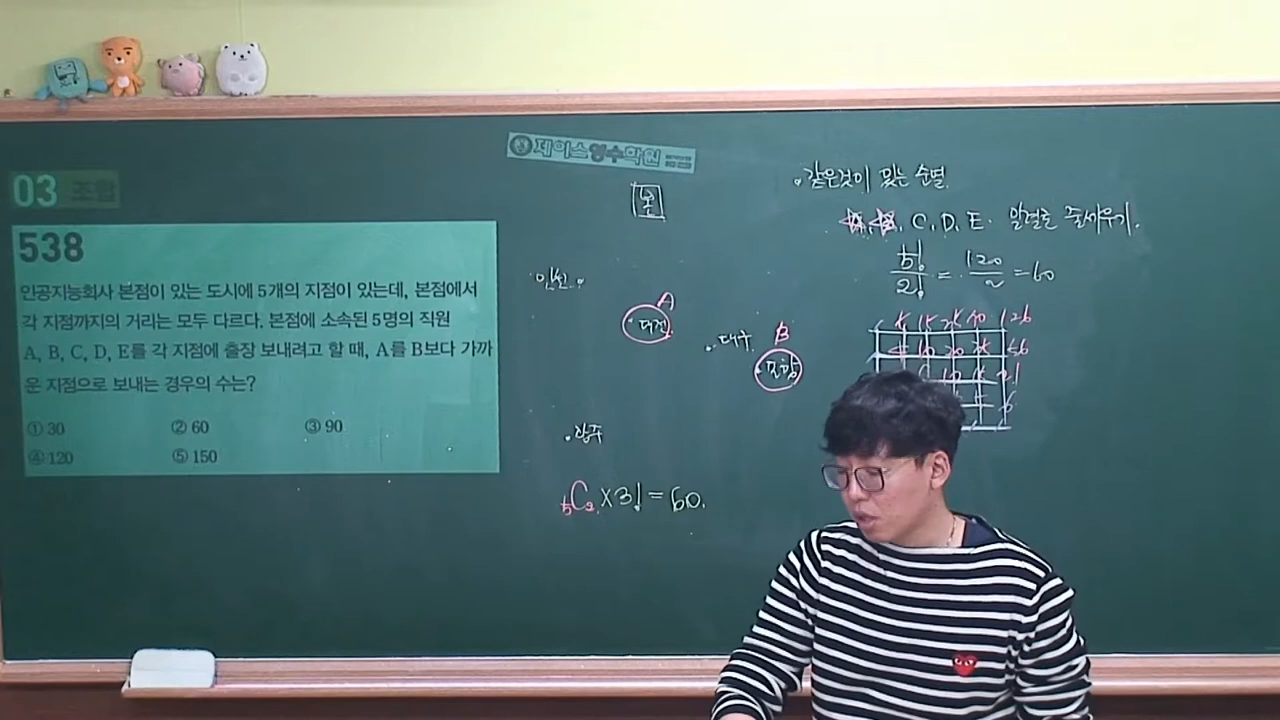 제이스영수학원
03 조합
538
인공지능회사 본점이 있는 도시에 5개의 지점이 있는데, 본점에서
각 지점까지의 거리는 모두 다르다. 본점에 소속된 5명의 직원
A, B, C, D, E를 각 지점에 출장 보내려고 할 때, A를 B보다 가까
운 지점으로 보내는 경우의 수는?
① 30 ② 60 ③ 90
④ 120 ⑤ 150
본
인천
A
대전
대구
B
포항
광주
5C2 × 3! = 60.
· 같은것이 있는 순열.
C, D, E. 일렬로 줄세우기.
5!/2! = 120/2 = 60